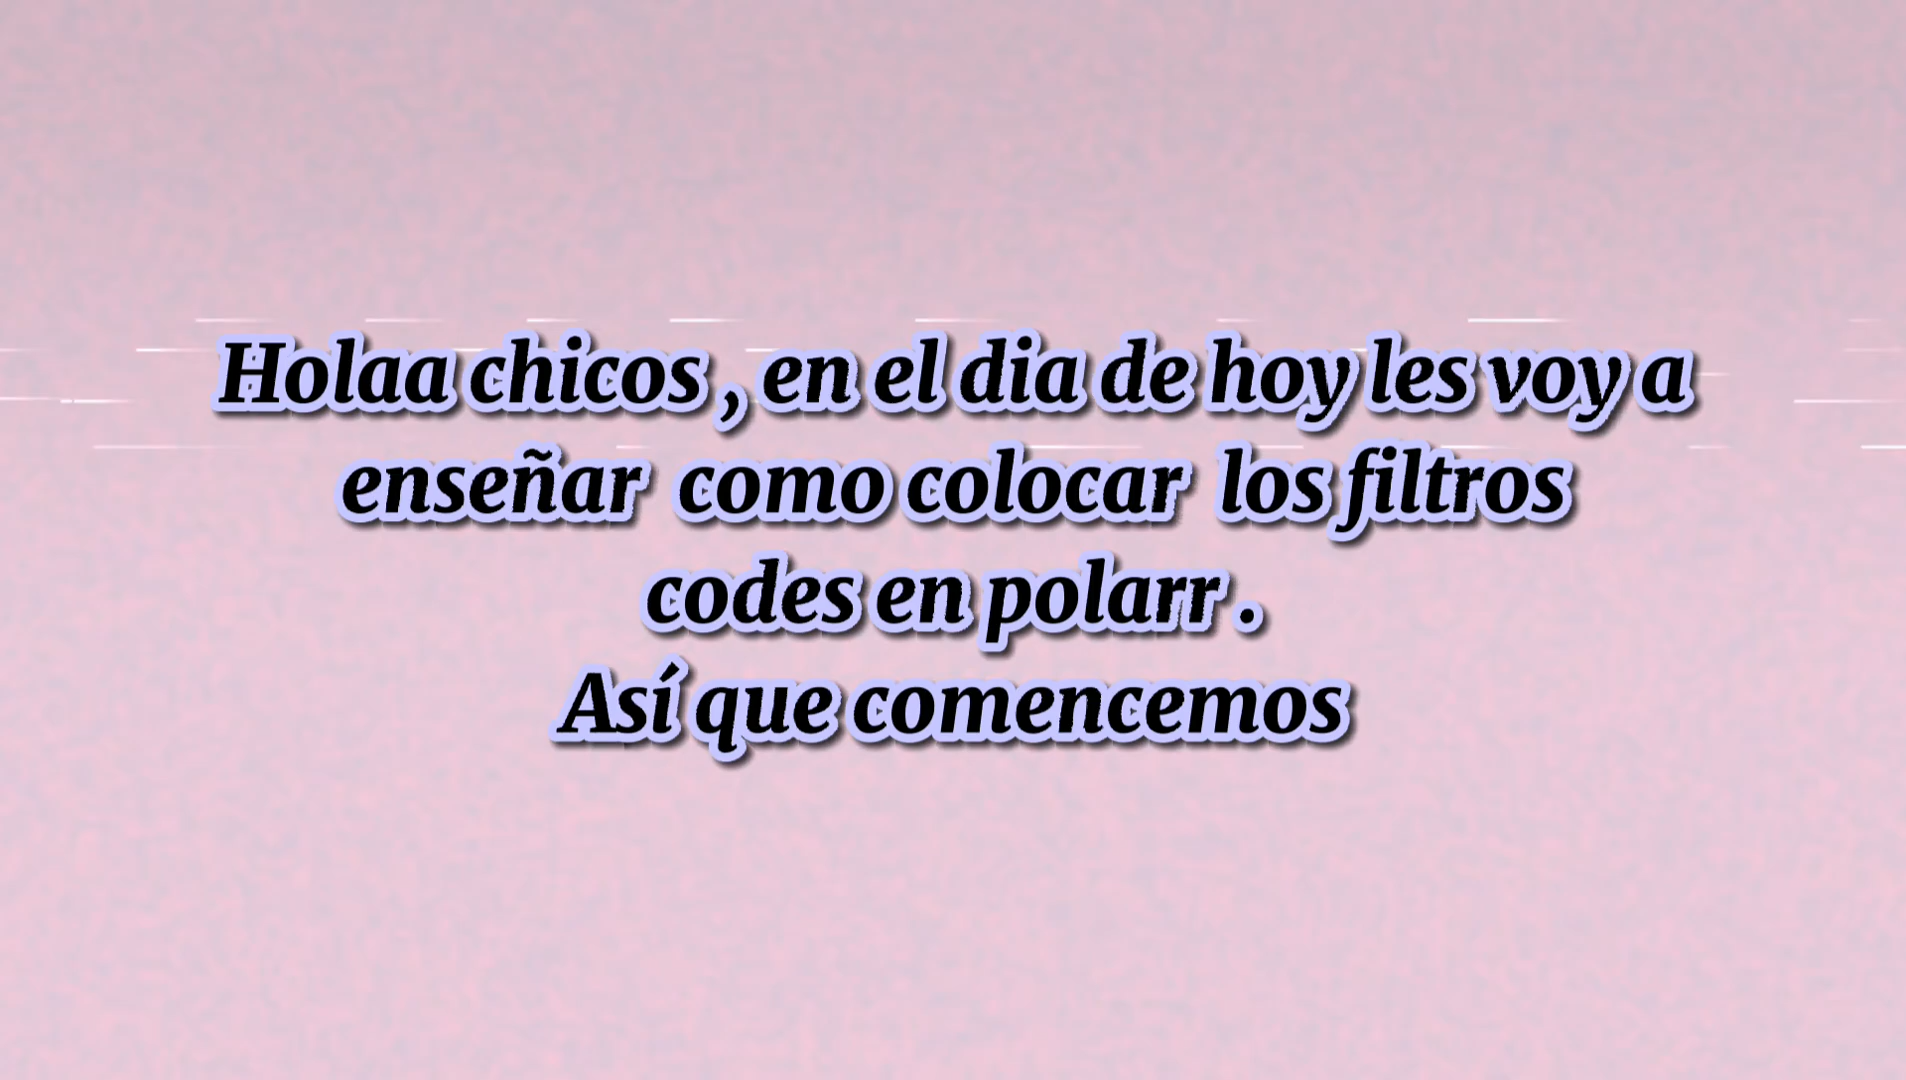 Holaa chicos , en el dia de hoy les voy a
enseñar  como colocar  los filtros
codes en polarr .
Así que comencemos